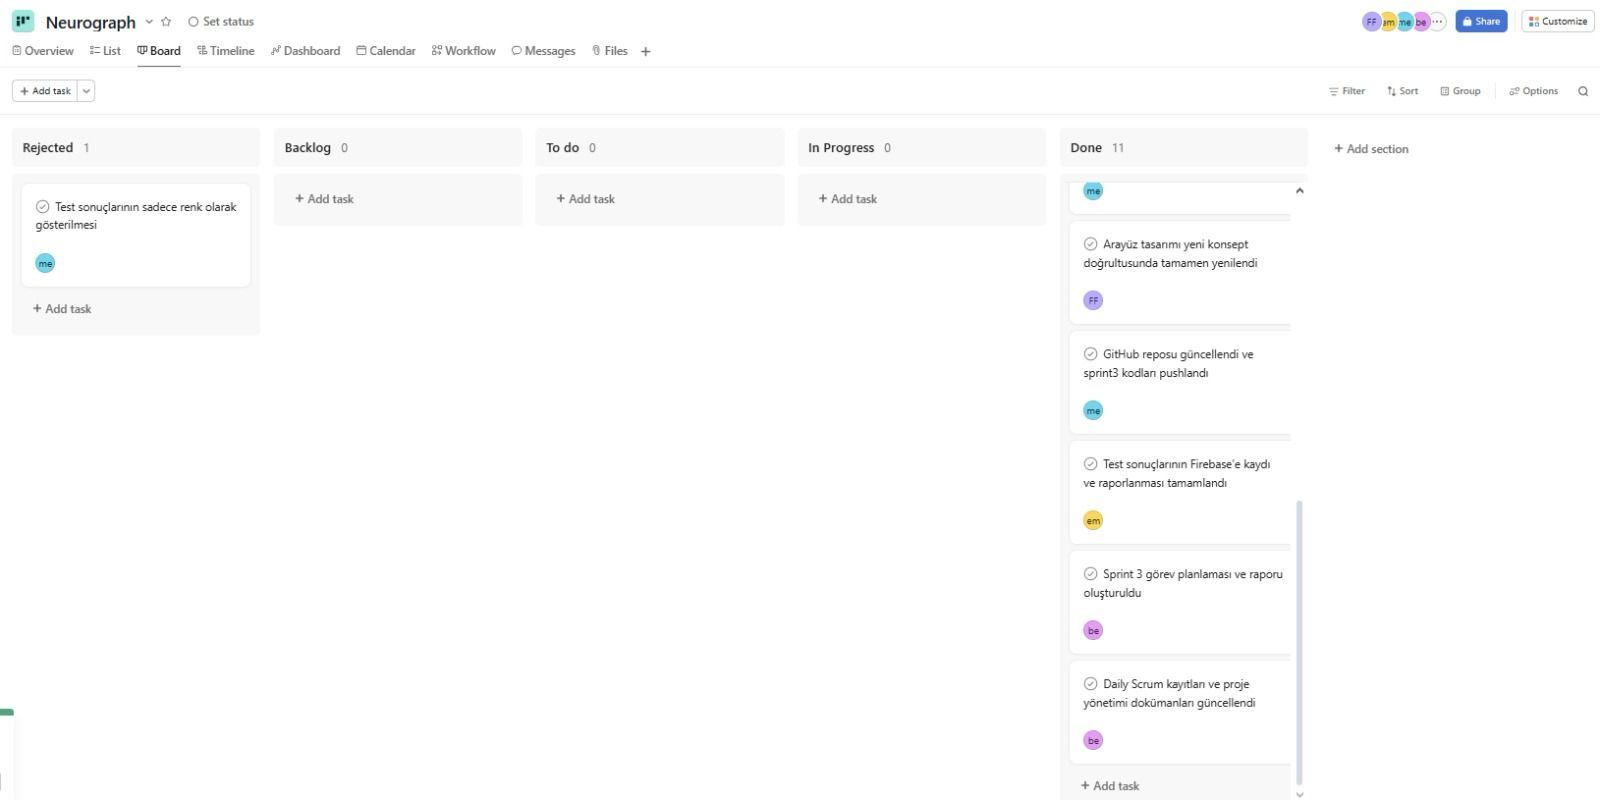 Neurograph
Set status
FF em me be
Share
Customize
Overview List Board Timeline Dashboard Calendar Workflow Messages Files +
+ Add task
Filter Sort Group Options
Rejected 1
Test sonuçlarının sadece renk olarak
gösterilmesi
me
+ Add task
Backlog 0
+ Add task
To do 0
+ Add task
In Progress 0
+ Add task
Done 11
me
Arayüz tasarımı yeni konsept
doğrultusunda tamamen yenilendi
FF
GitHub reposu güncellendi ve
sprint3 kodları pushlandı
me
Test sonuçlarının Firebase'e kaydı
ve raporlanması tamamlandı
em
Sprint 3 görev planlaması ve raporu
oluşturuldu
be
Daily Scrum kayıtları ve proje
yönetimi dokümanları güncellendi
be
+ Add task
+ Add section